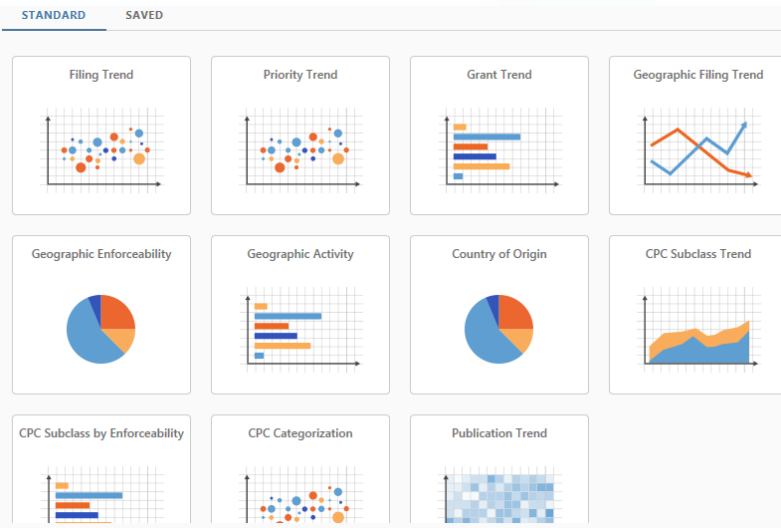 STANDARD SAVED
Filing Trend Priority Trend Grant Trend Geographic Filing Trend
Geographic Enforceability Geographic Activity Country of Origin CPC Subclass Trend
CPC Subclass by Enforceability CPC Categorization Publication Trend